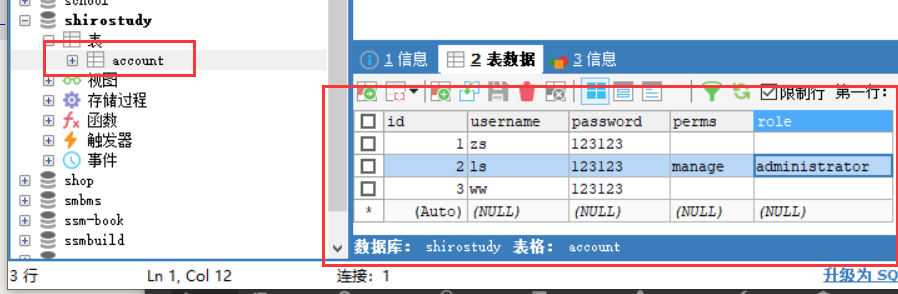 school
shirostudy
表
account
视图
存储过程
函数
触发器
事件
shop
smbms
ssm-book
ssmbuild
1 信息 2 表数据 3 信息
限制行 第一行:
id username password perms role
1 zs 123123
2 ls 123123 manage administrator
3 ww 123123
* (Auto) (NULL) (NULL) (NULL) (NULL)
数据库: shirostudy 表格: account
3 行 Ln 1, Col 12 连接: 1 升级为 SQ